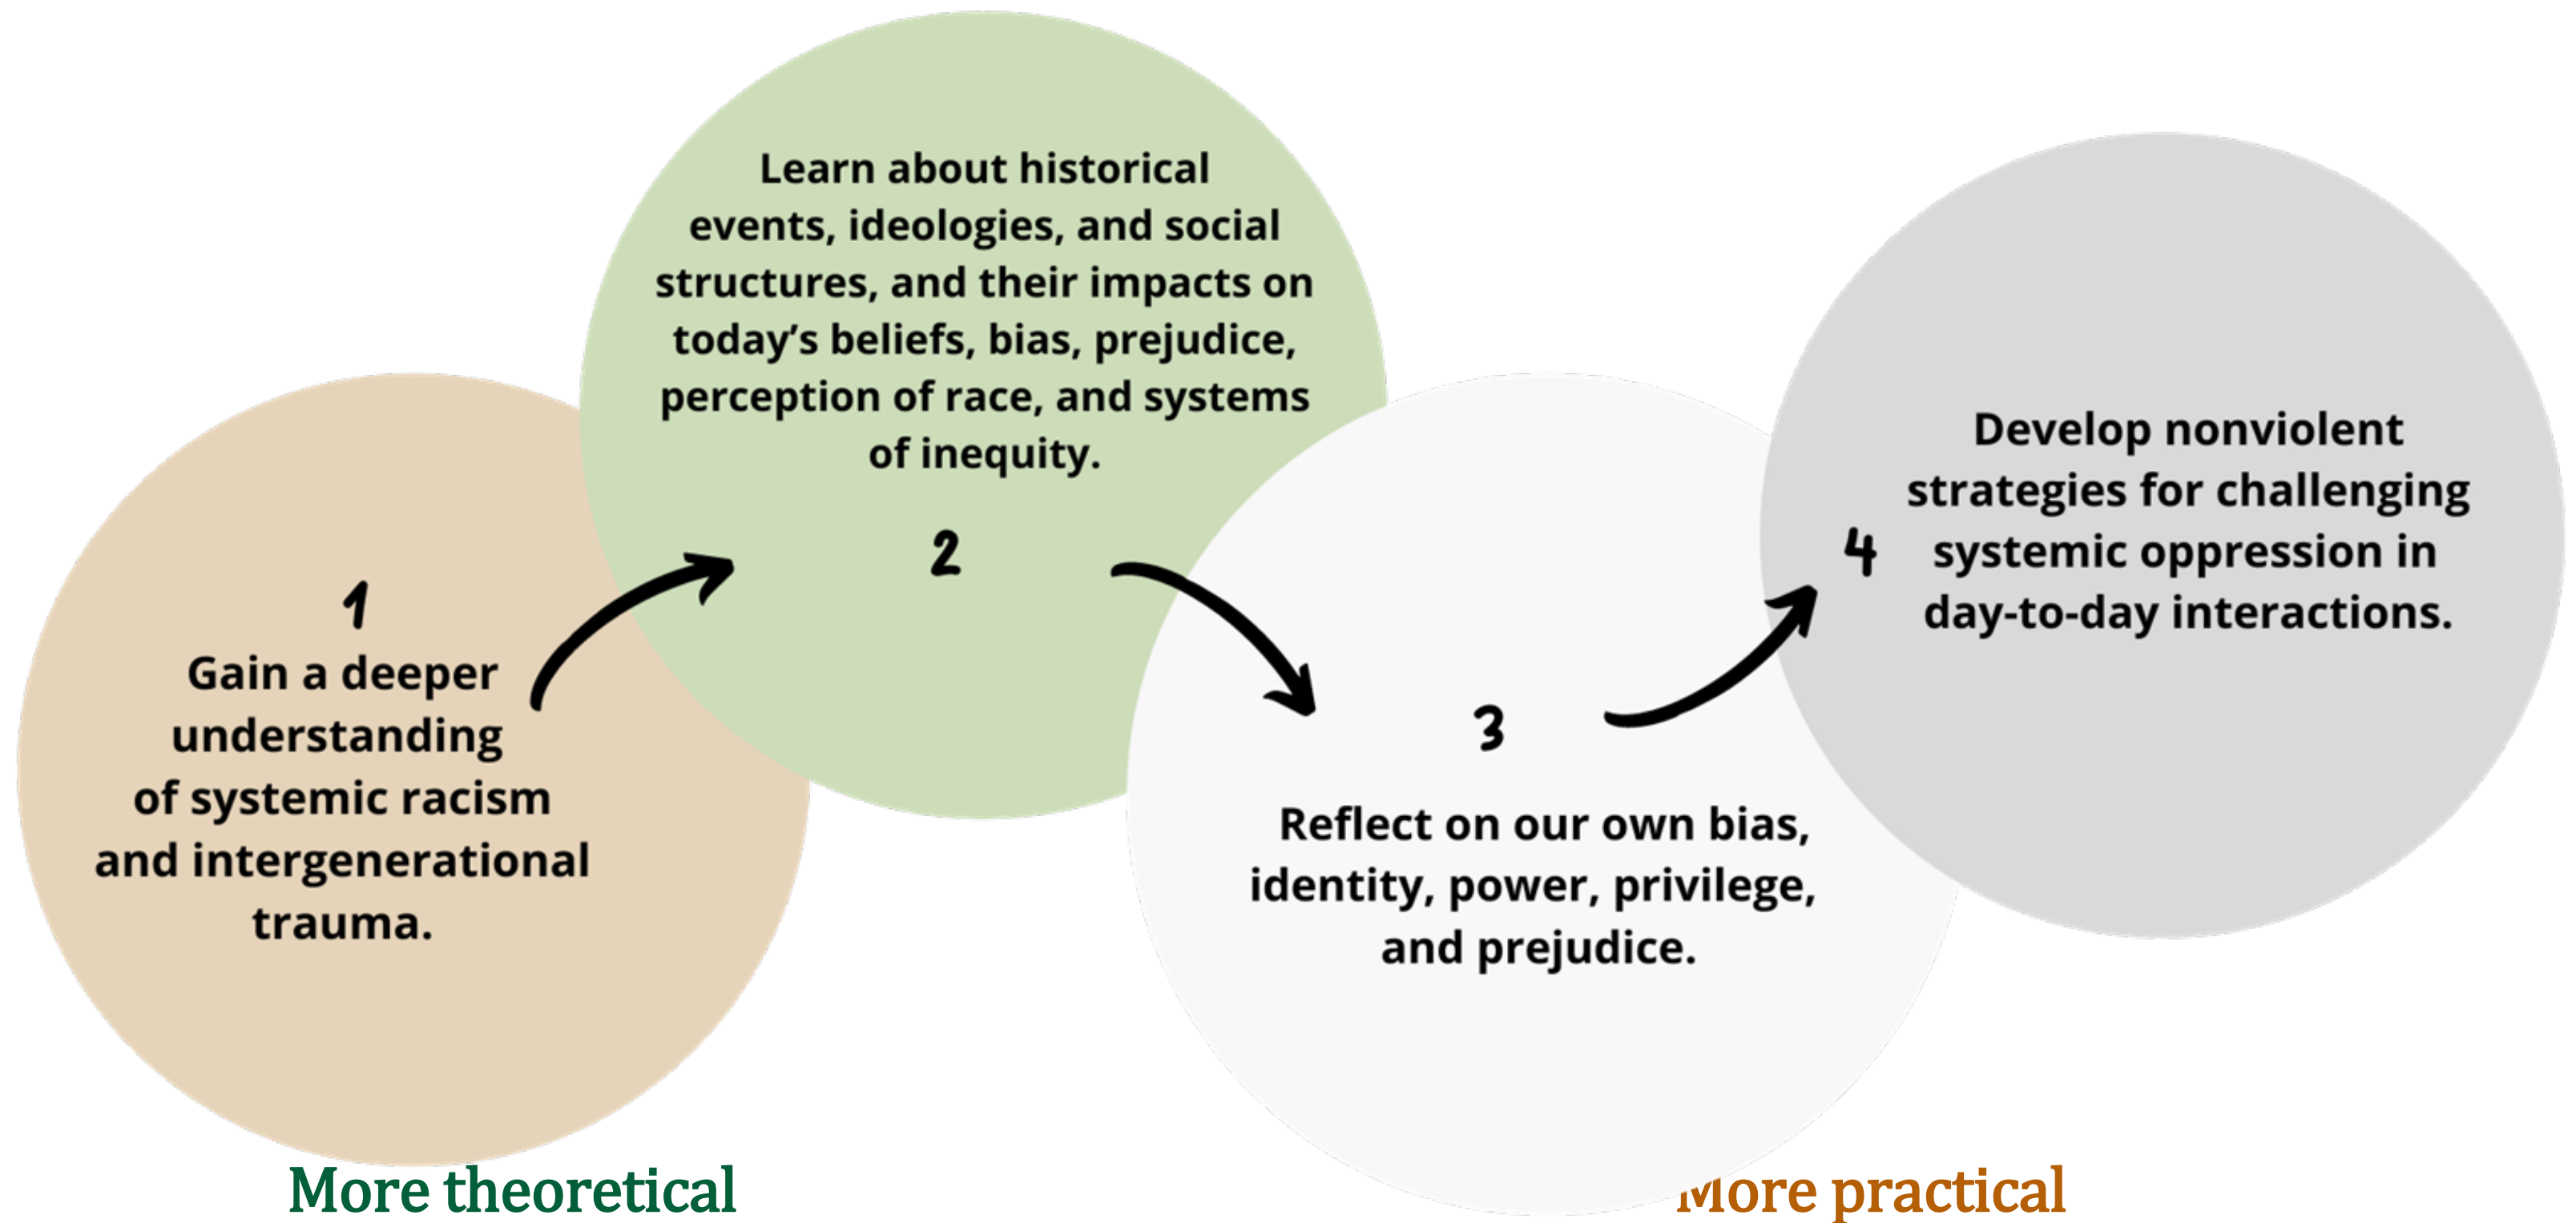 1
Gain a deeper
understanding
of systemic racism
and intergenerational
trauma.
Learn about historical
events, ideologies, and social
structures, and their impacts on
today’s beliefs, bias, prejudice,
perception of race, and systems
of inequity.
2
3
Reflect on our own bias,
identity, power, privilege,
and prejudice.
4
Develop nonviolent
strategies for challenging
systemic oppression in
day-to-day interactions.
More theoretical
More practical